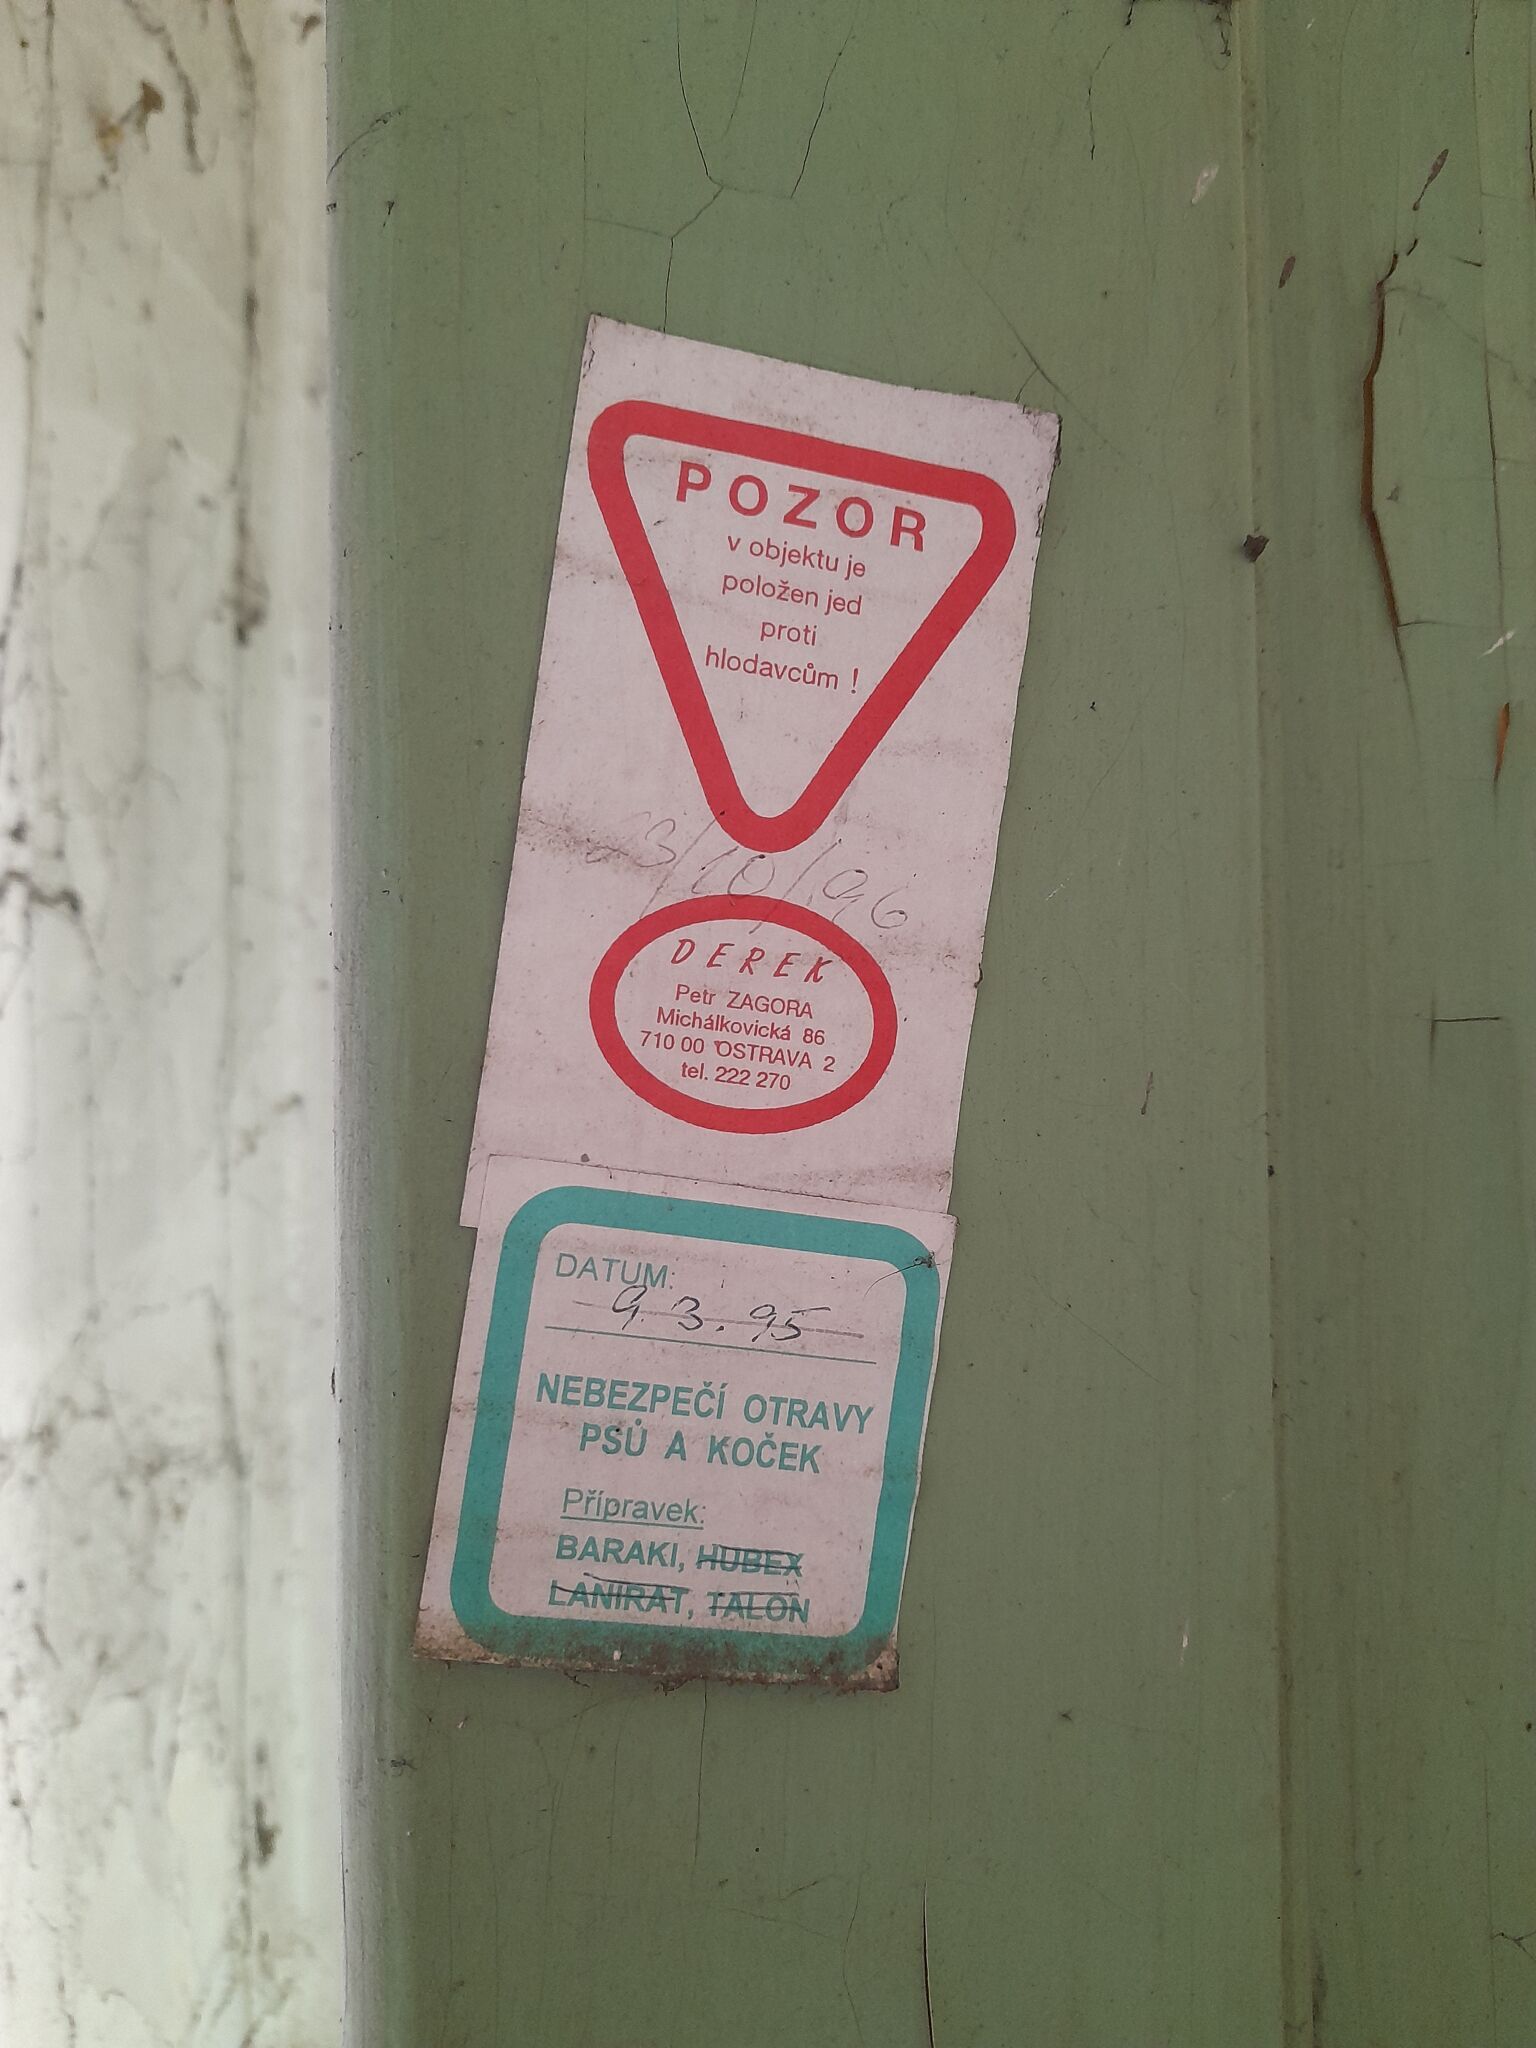 POZOR
v objektu je
položen jed
proti
hlodavcům !
23/10/96
DEREK
Petr ZAGORA
Michálkovická 86
710 00 OSTRAVA 2
tel. 222 270
DATUM:
9.3.95
NEBEZPEČÍ OTRAVY
PSŮ A KOČEK
Přípravek:
BARAKI, HUBEX
LANIRAT, TALON